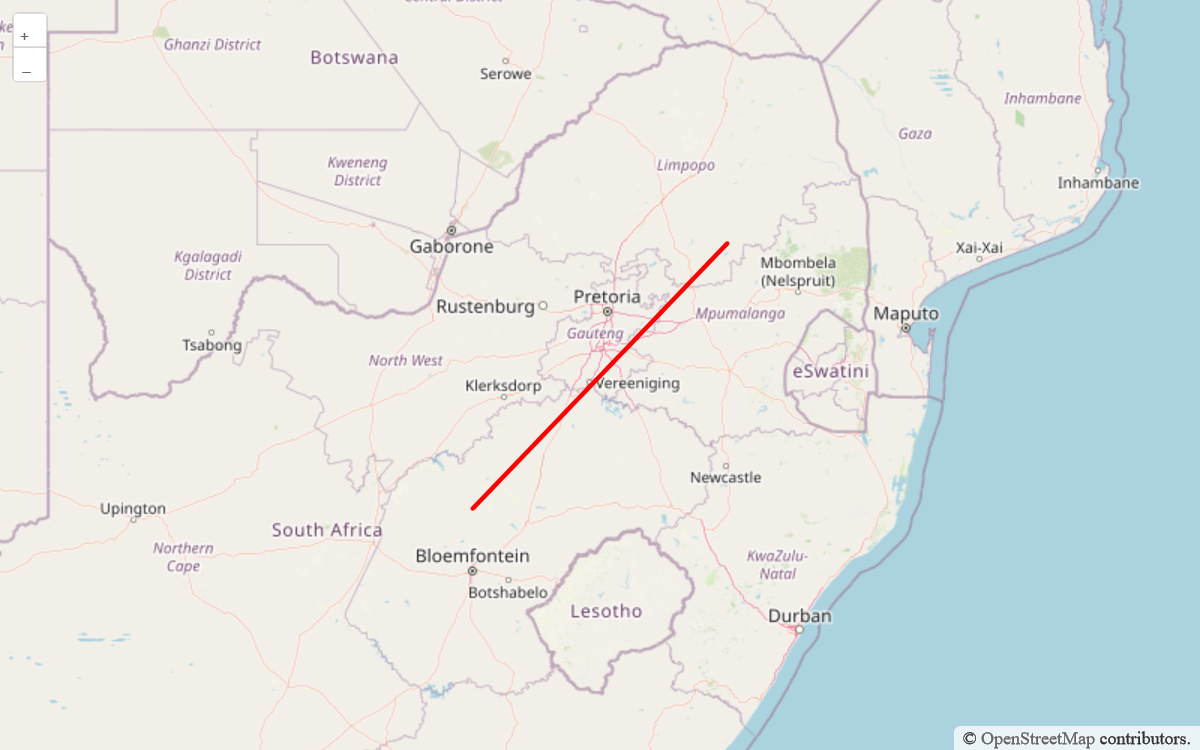 +
−
Central District
Ghanzi District
Botswana
Serowe
Inhambane
Gaza
Kweneng
District
Limpopo
Inhambane
Gaborone
Xai-Xai
Kgalagadi
District
Mbombela
(Nelspruit)
Pretoria
Rustenburg
Mpumalanga
Maputo
Gauteng
Tsabong
North West
eSwatini
Klerksdorp
Vereeniging
Newcastle
Upington
South Africa
Northern
Cape
Bloemfontein
KwaZulu-
Natal
Botshabelo
Lesotho
Durban
© OpenStreetMap contributors.